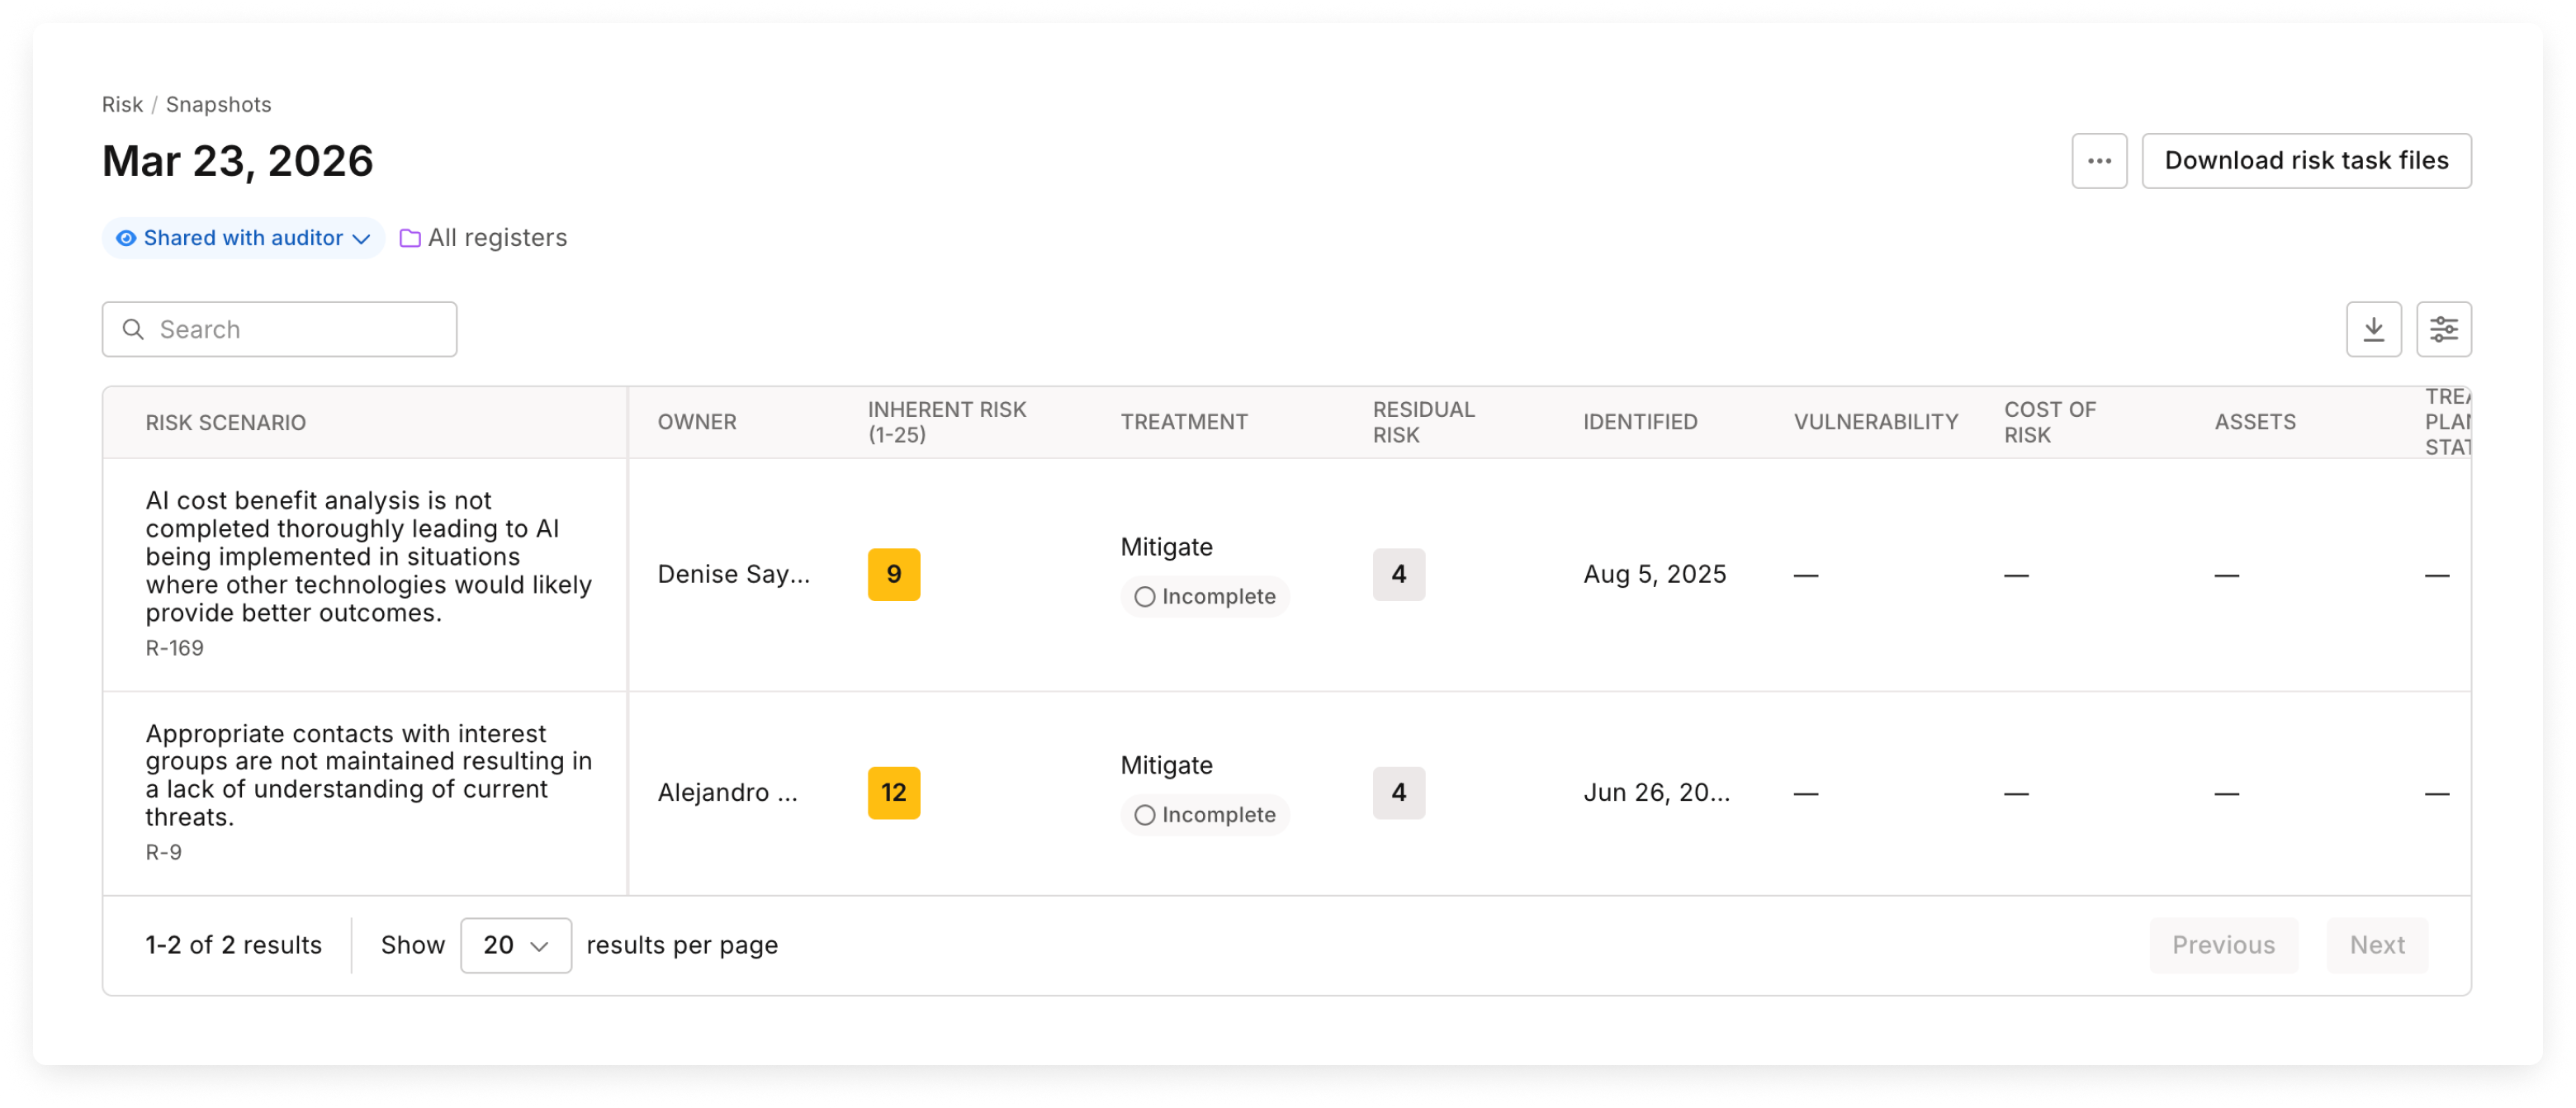 Risk / Snapshots
Mar 23, 2026
Download risk task files
Shared with auditor
All registers
Search
RISK SCENARIO
OWNER
INHERENT RISK
(1-25)
TREATMENT
RESIDUAL
RISK
IDENTIFIED
VULNERABILITY
COST OF
RISK
ASSETS
TREA
PLAN
STAT
AI cost benefit analysis is not
completed thoroughly leading to AI
being implemented in situations
where other technologies would likely
provide better outcomes.
R-169
Denise Say...
9
Mitigate
Incomplete
4
Aug 5, 2025
—
—
—
—
Appropriate contacts with interest
groups are not maintained resulting in
a lack of understanding of current
threats.
R-9
Alejandro ...
12
Mitigate
Incomplete
4
Jun 26, 20...
—
—
—
—
1-2 of 2 results
Show
20
results per page
Previous
Next